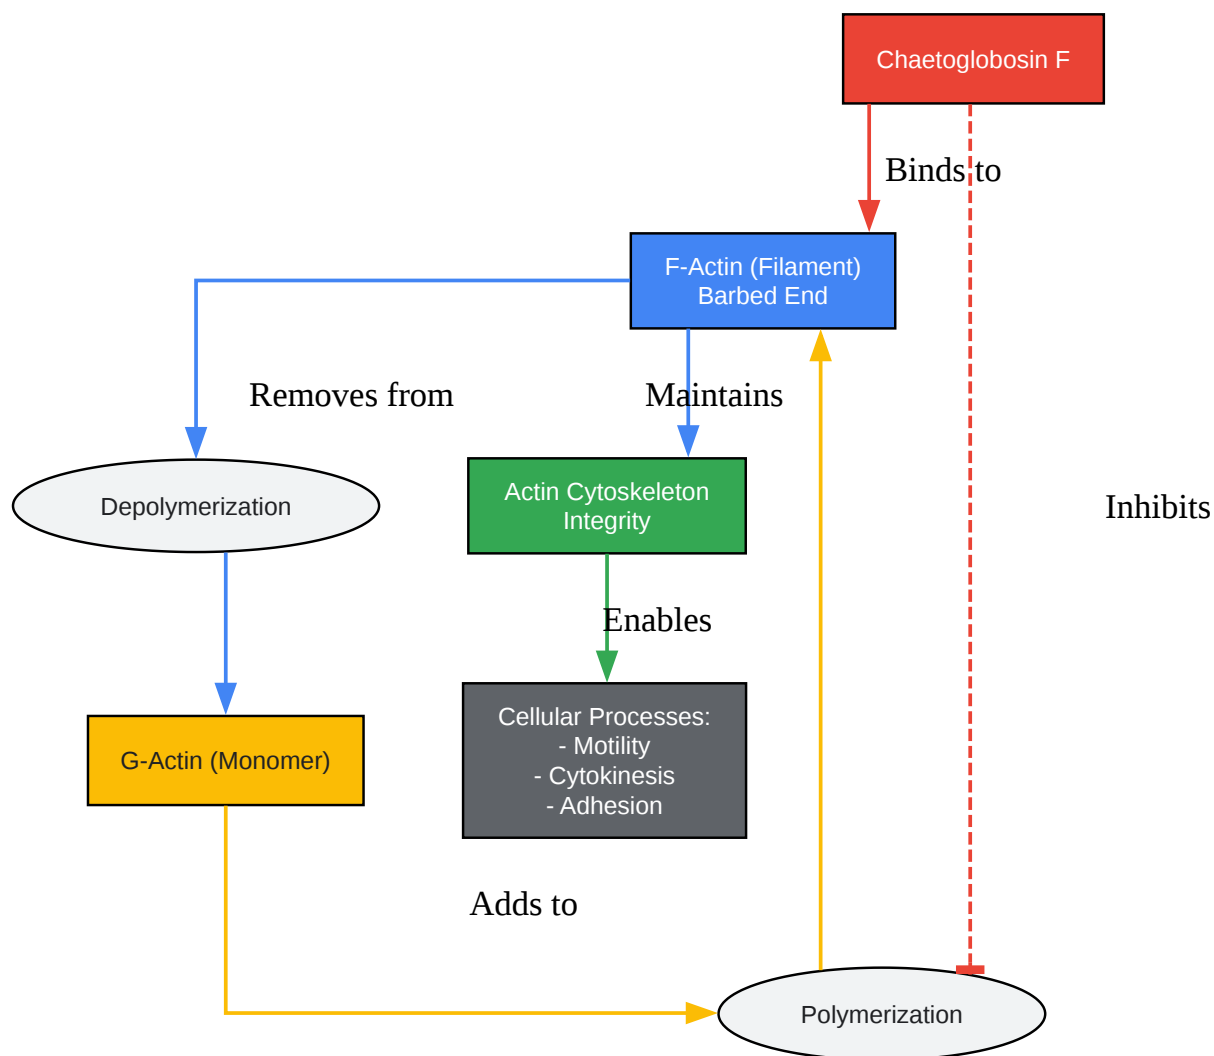 Chaetoglobosin F
Binds to
F-Actin (Filament)
Barbed End
Removes from
Maintains
Depolymerization
Actin Cytoskeleton
Integrity
Inhibits
Enables
G-Actin (Monomer)
Cellular Processes:
- Motility
- Cytokinesis
- Adhesion
Adds to
Polymerization